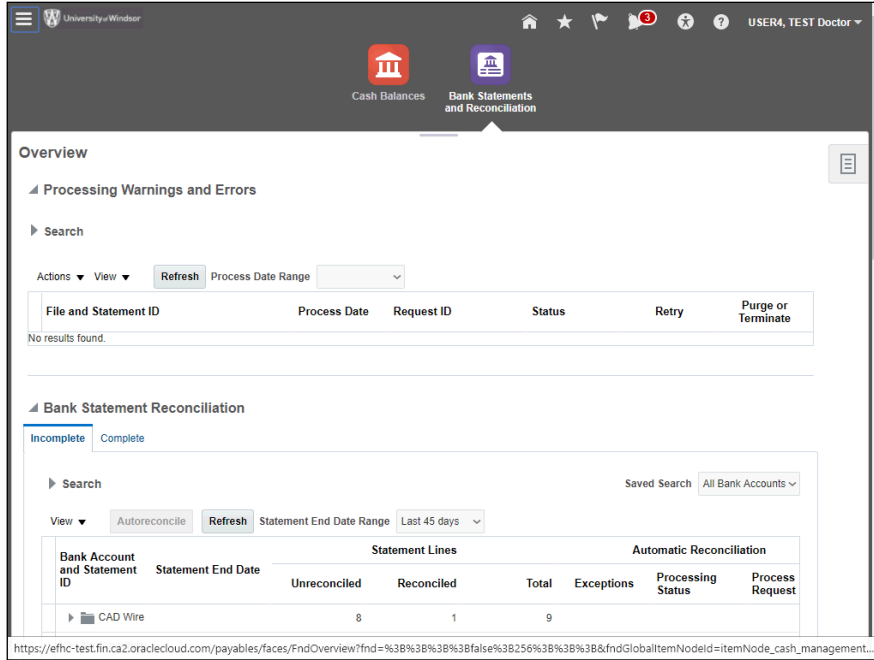 University of Windsor
3
USER4, TEST Doctor
Cash Balances
Bank Statements
and Reconciliation
Overview
Processing Warnings and Errors
Search
Actions View Refresh Process Date Range
File and Statement ID Process Date Request ID Status Retry Purge or
Terminate
No results found.
Bank Statement Reconciliation
Incomplete Complete
Search Saved Search All Bank Accounts
View Autoreconcile Refresh Statement End Date Range Last 45 days
Statement Lines Automatic Reconciliation
Bank Account
and Statement
ID
Statement End Date
Unreconciled Reconciled Total Exceptions Processing
Status
Process
Request
CAD Wire 8 1 9
https://efhc-test.fin.ca2.oraclecloud.com/payables/faces/FndOverview?fnd=%3B%3B%3B%3Bfalse%3B256%3B%3B%3B&fndGlobalItemNodeId=itemNode_cash_management...